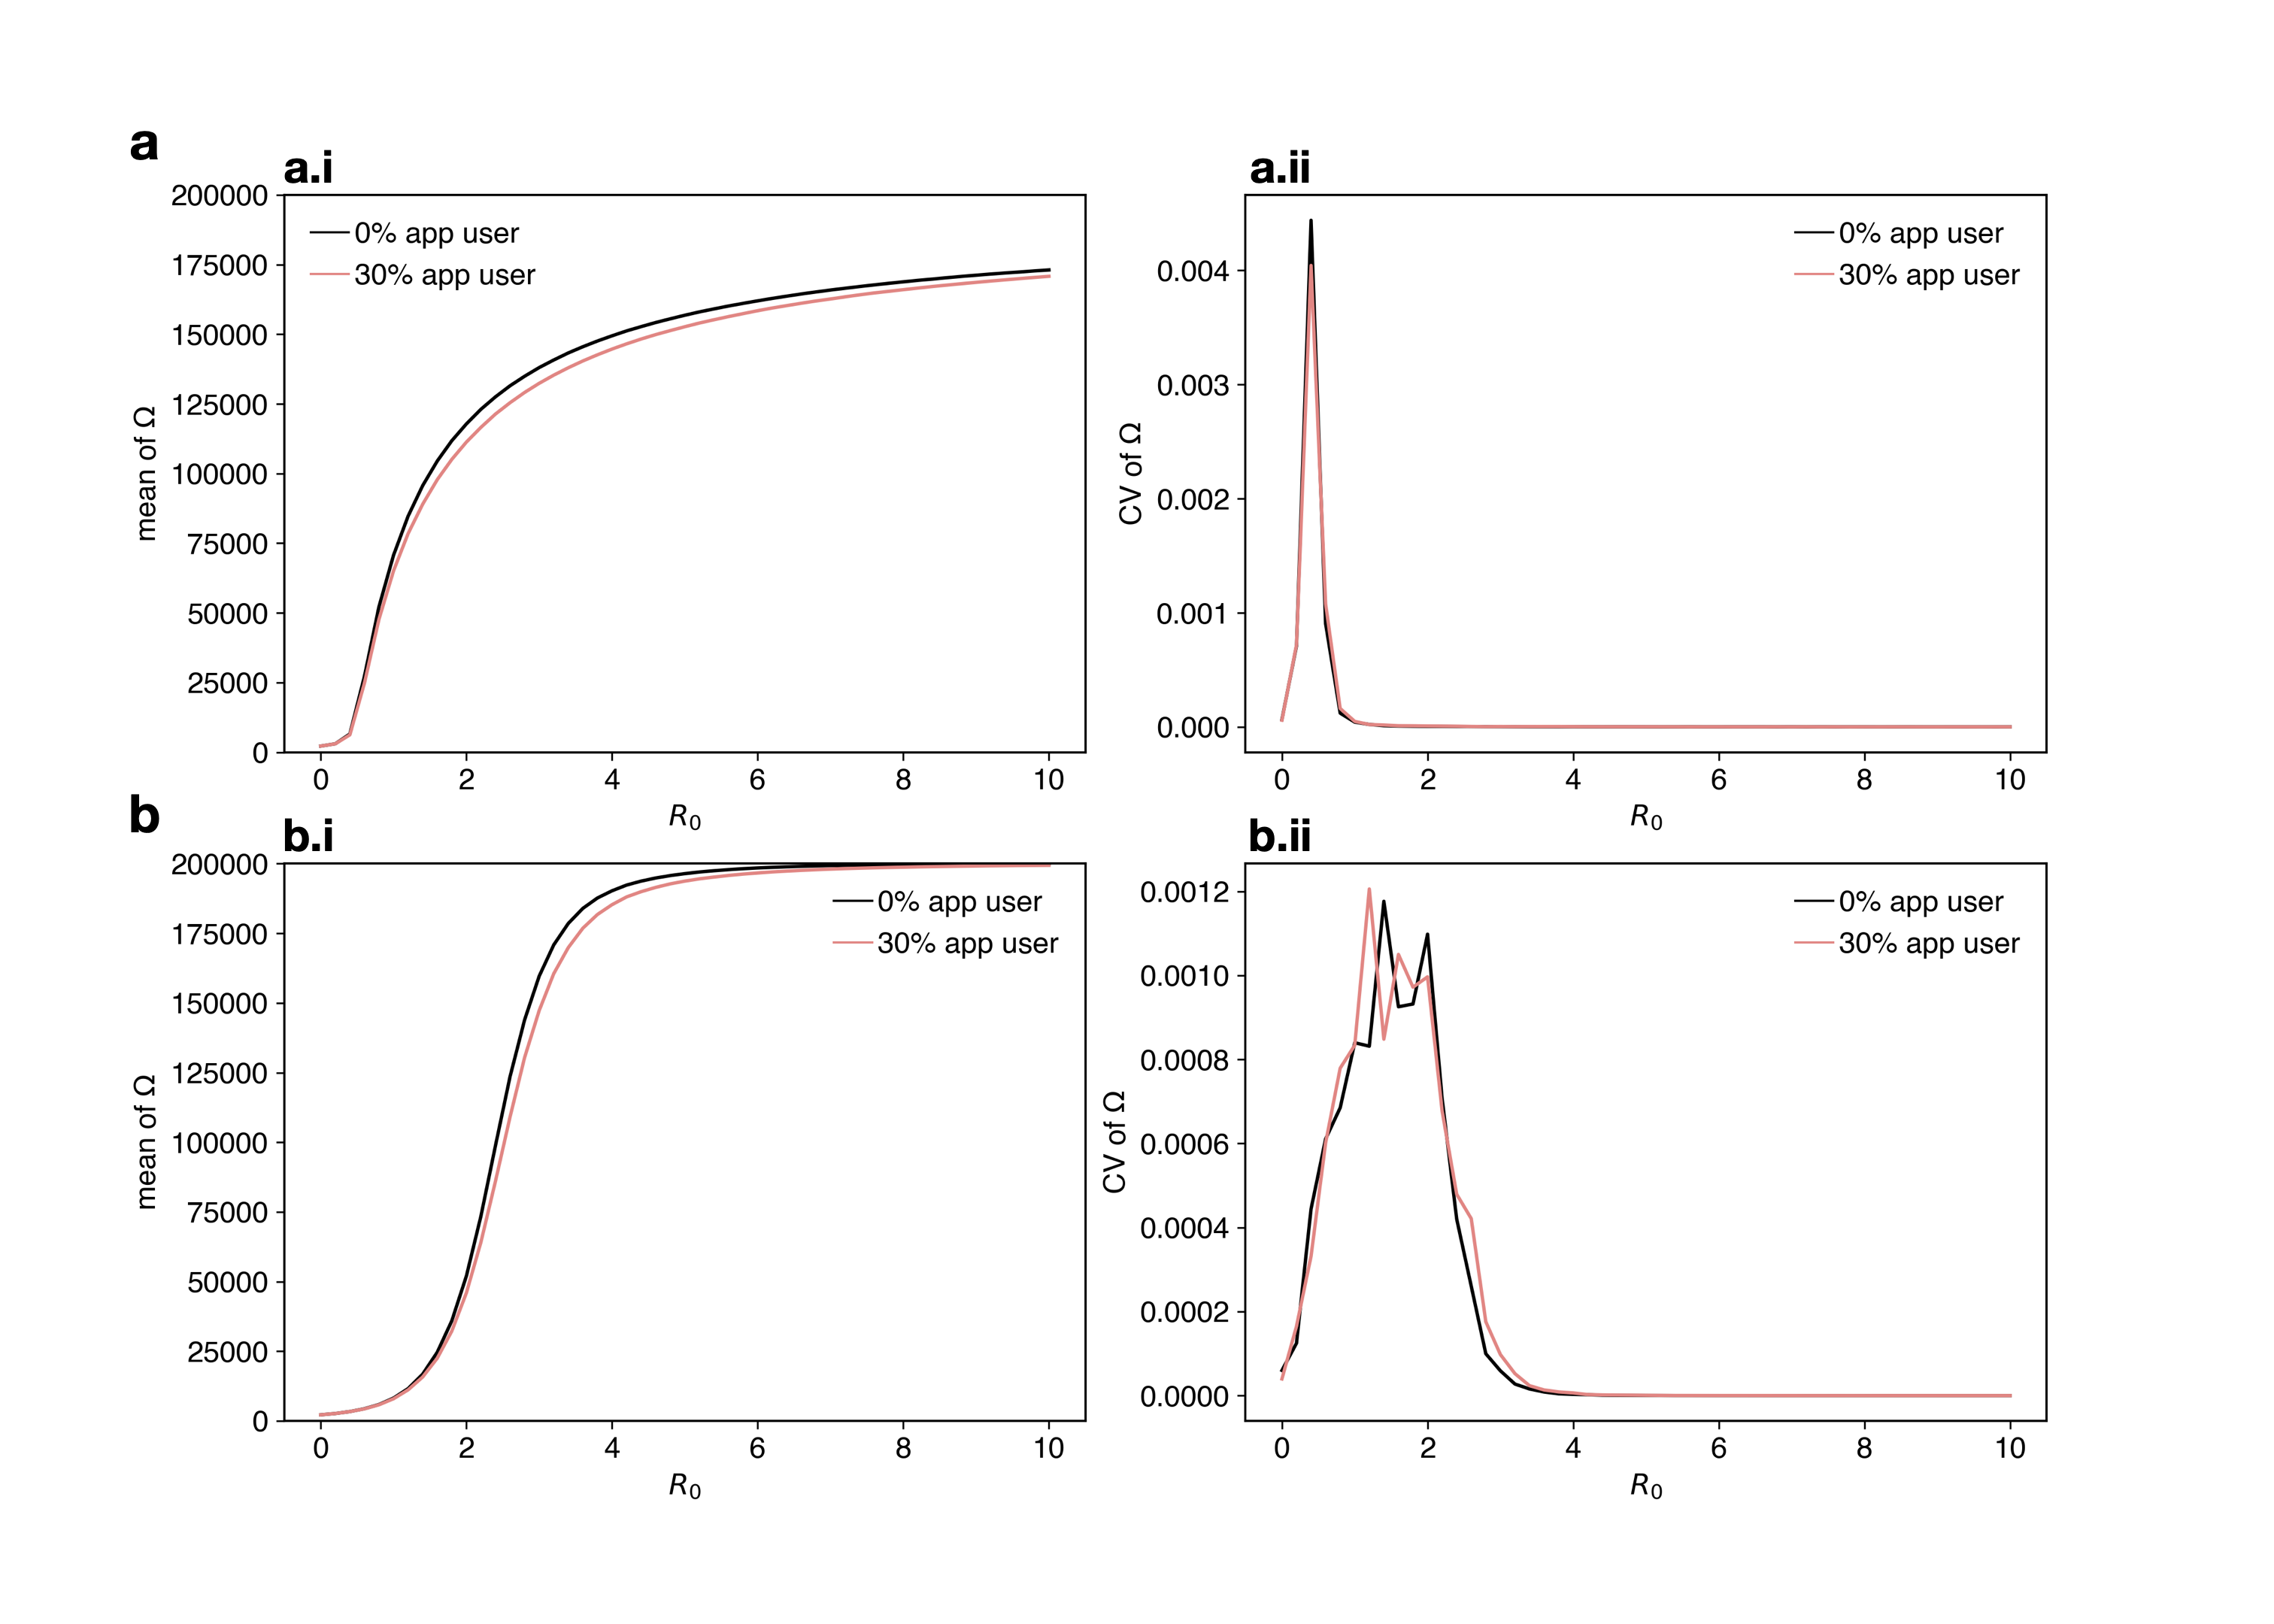 a
a.i
200000
175000
150000
125000
100000
75000
50000
25000
0
mean of Ω
0% app user
30% app user
0 2 4 6 8 10
R0
a.ii
0.004
0.003
0.002
0.001
0.000
CV of Ω
0% app user
30% app user
0 2 4 6 8 10
R0
b
b.i
200000
175000
150000
125000
100000
75000
50000
25000
0
mean of Ω
0% app user
30% app user
0 2 4 6 8 10
R0
b.ii
0.0012
0.0010
0.0008
0.0006
0.0004
0.0002
0.0000
CV of Ω
0% app user
30% app user
0 2 4 6 8 10
R0